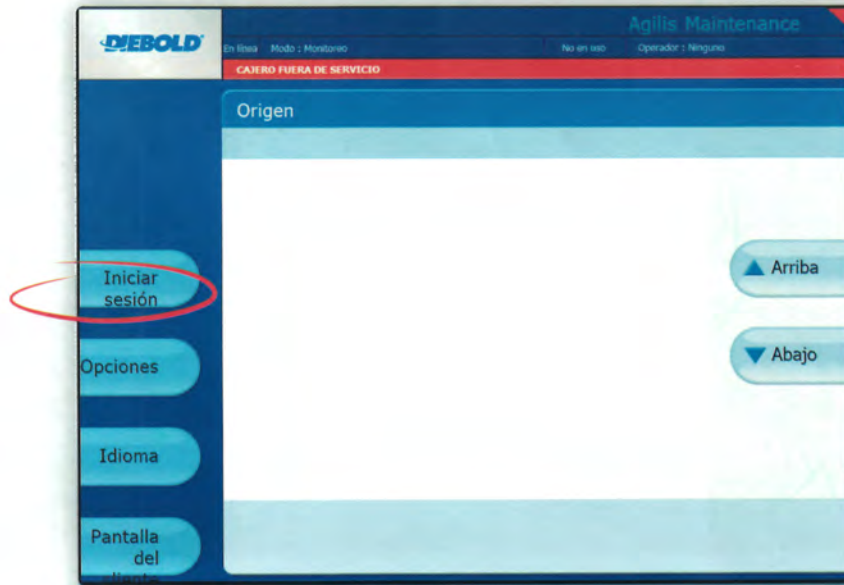 DIEBOLD
Agilis Maintenance
En línea Modo : Monitoreo No en uso Operador : Ninguno
CAJERO FUERA DE SERVICIO
Origen
Iniciar
sesión
Arriba
Opciones
Abajo
Idioma
Pantalla
del
cliente